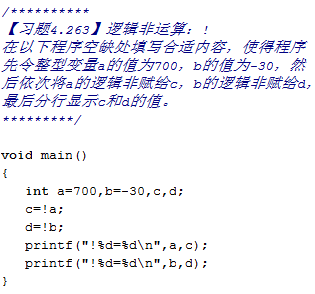 /**********
【习题4.263】逻辑非运算：！
在以下程序空缺处填写合适内容，使得程序
先令整型变量a的值为700，b的值为-30，然
后依次将a的逻辑非赋给c，b的逻辑非赋给d，
最后分行显示c和d的值。
*********/
void main()
{
int a=700,b=-30,c,d;
c=!a;
d=!b;
printf("!%d=%d\n",a,c);
printf("!%d=%d\n",b,d);
}